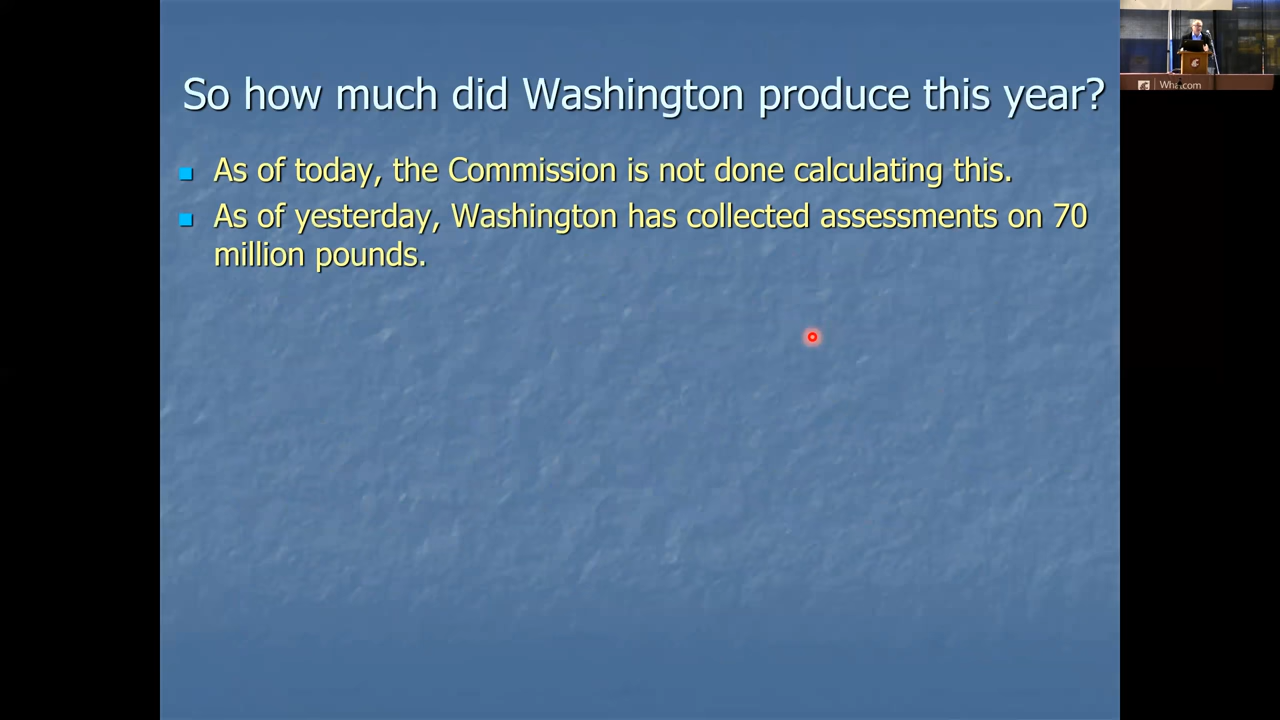 So how much did Washington produce this year?
As of today, the Commission is not done calculating this.
As of yesterday, Washington has collected assessments on 70
million pounds.
Whatcom